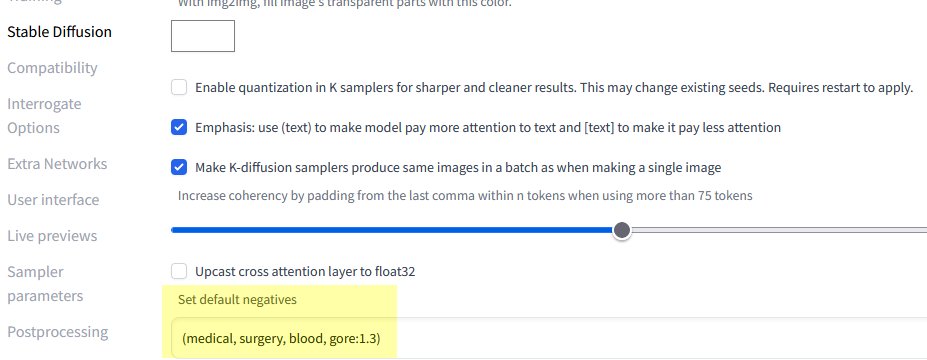 Training
With img2img, fill image's transparent parts with this color.
Stable Diffusion
Compatibility
Interrogate
Options
Extra Networks
User interface
Live previews
Sampler
parameters
Postprocessing
Enable quantization in K samplers for sharper and cleaner results. This may change existing seeds. Requires restart to apply.
Emphasis: use (text) to make model pay more attention to text and [text] to make it pay less attention
Make K-diffusion samplers produce same images in a batch as when making a single image
Increase coherency by padding from the last comma within n tokens when using more than 75 tokens
Upcast cross attention layer to float32
Set default negatives
(medical, surgery, blood, gore:1.3)